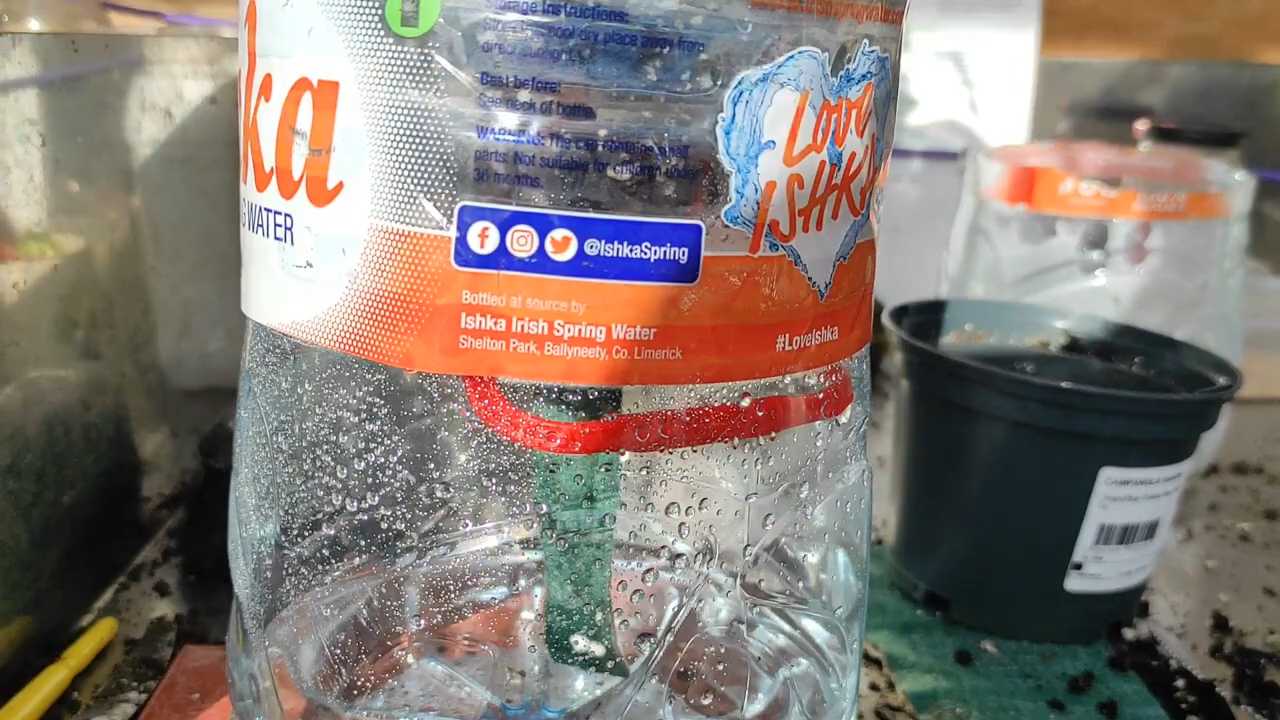 ka
WATER
Storage Instructions:
cool dry place away from
direct sunlight.
Best before:
See neck of bottle.
WARNING: The cap contains small
parts. Not suitable for children under
36 months.
@IshkaSpring
Bottled at source by
Ishka Irish Spring Water
Shelton Park, Ballyneety, Co. Limerick
Love
ISHKA
#LoveIshka
CAMPANULA